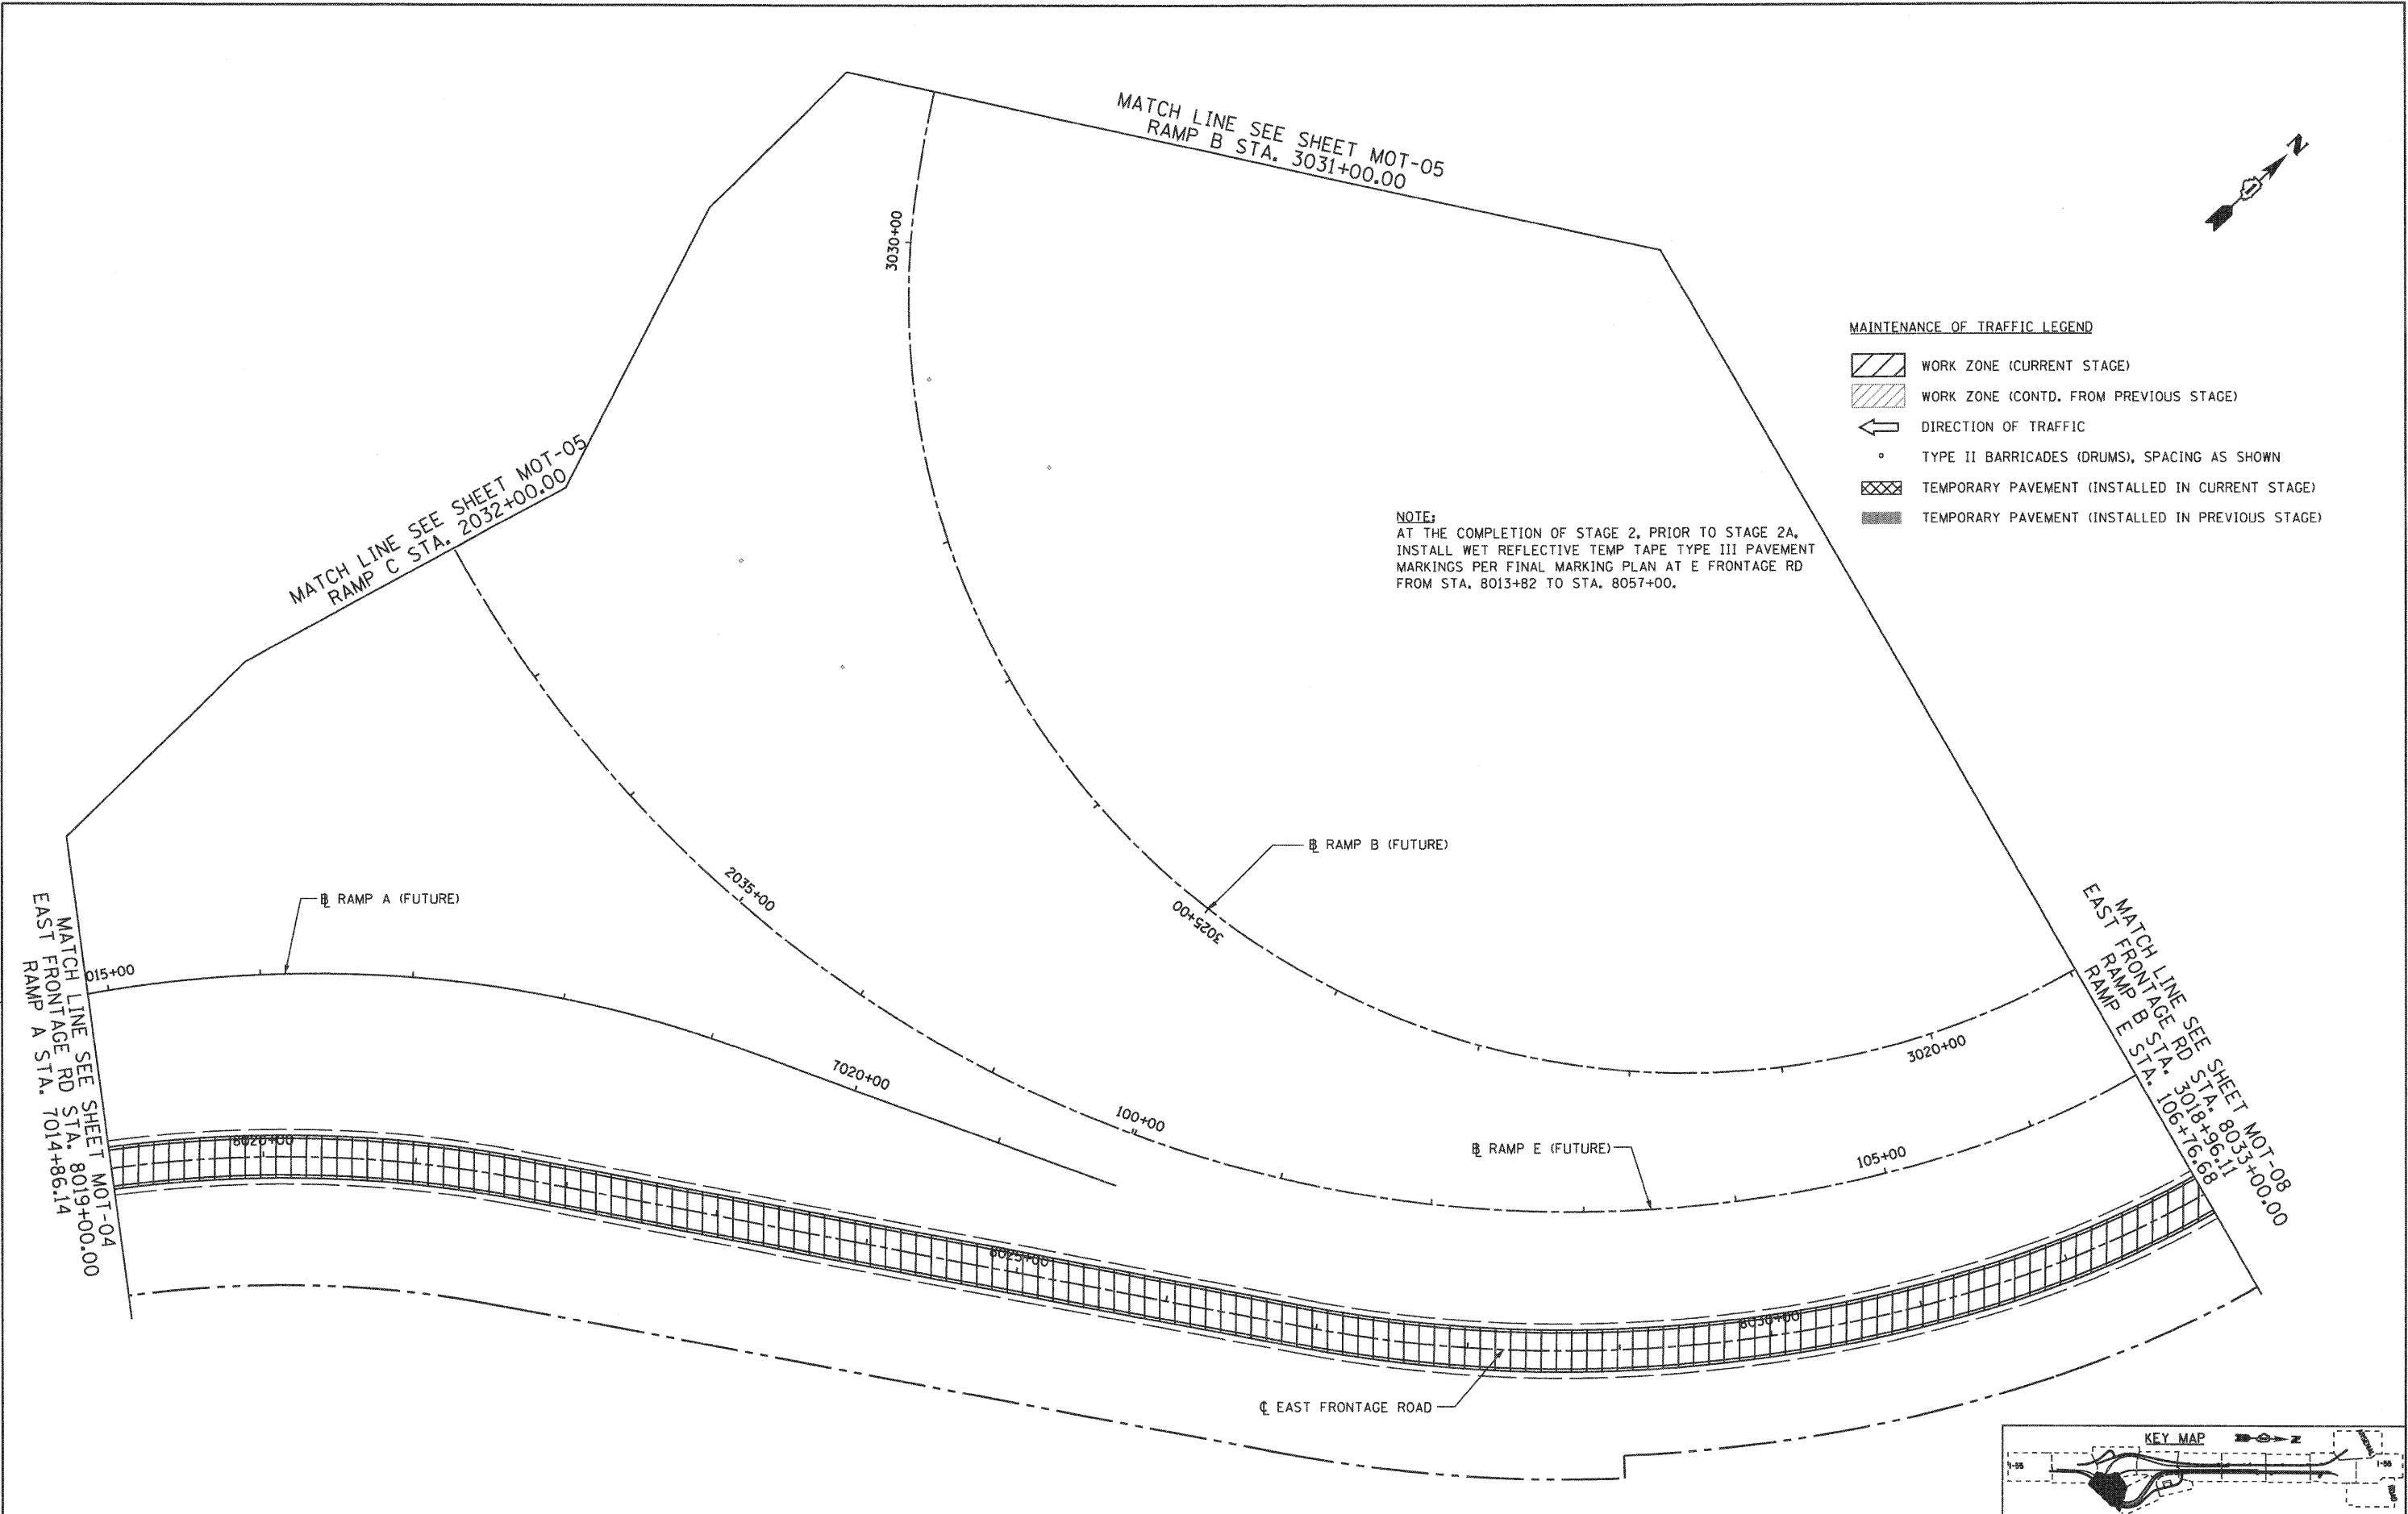 MATCH LINE SEE SHEET MOT-05
RAMP B STA. 3031+00.00
N
3030+00
MAINTENANCE OF TRAFFIC LEGEND
WORK ZONE (CURRENT STAGE)
WORK ZONE (CONTD. FROM PREVIOUS STAGE)
DIRECTION OF TRAFFIC
TYPE II BARRICADES (DRUMS), SPACING AS SHOWN
TEMPORARY PAVEMENT (INSTALLED IN CURRENT STAGE)
TEMPORARY PAVEMENT (INSTALLED IN PREVIOUS STAGE)
MATCH LINE SEE SHEET MOT-05
RAMP C STA. 2032+00.00
NOTE:
AT THE COMPLETION OF STAGE 2, PRIOR TO STAGE 2A,
INSTALL WET REFLECTIVE TEMP TAPE TYPE III PAVEMENT
MARKINGS PER FINAL MARKING PLAN AT E FRONTAGE RD
FROM STA. 8013+82 TO STA. 8057+00.
RAMP B (FUTURE)
RAMP A (FUTURE)
2035+00
3025+00
015+00
MATCH LINE SEE SHEET MOT-04
EAST FRONTAGE RD STA. 8019+00.00
RAMP A STA. 7014+86.14
MATCH LINE SEE SHEET MOT-08
EAST FRONTAGE RD STA. 8033+00.00
RAMP B STA. 3018+96.11
RAMP E STA. 106+76.68
3020+00
7020+00
100+00
RAMP E (FUTURE)
105+00
8020+00
8025+00
8030+00
℄ EAST FRONTAGE ROAD
KEY MAP
N
I-55
I-55
ROAD